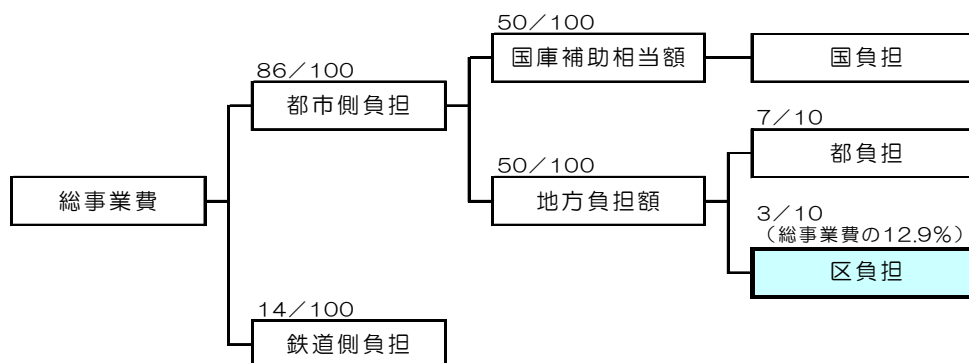 50／100
国庫補助相当額
国負担
86／100
都市側負担
7／10
都負担
50／100
地方負担額
総事業費
3／10
（総事業費の12.9%）
区負担
14／100
鉄道側負担